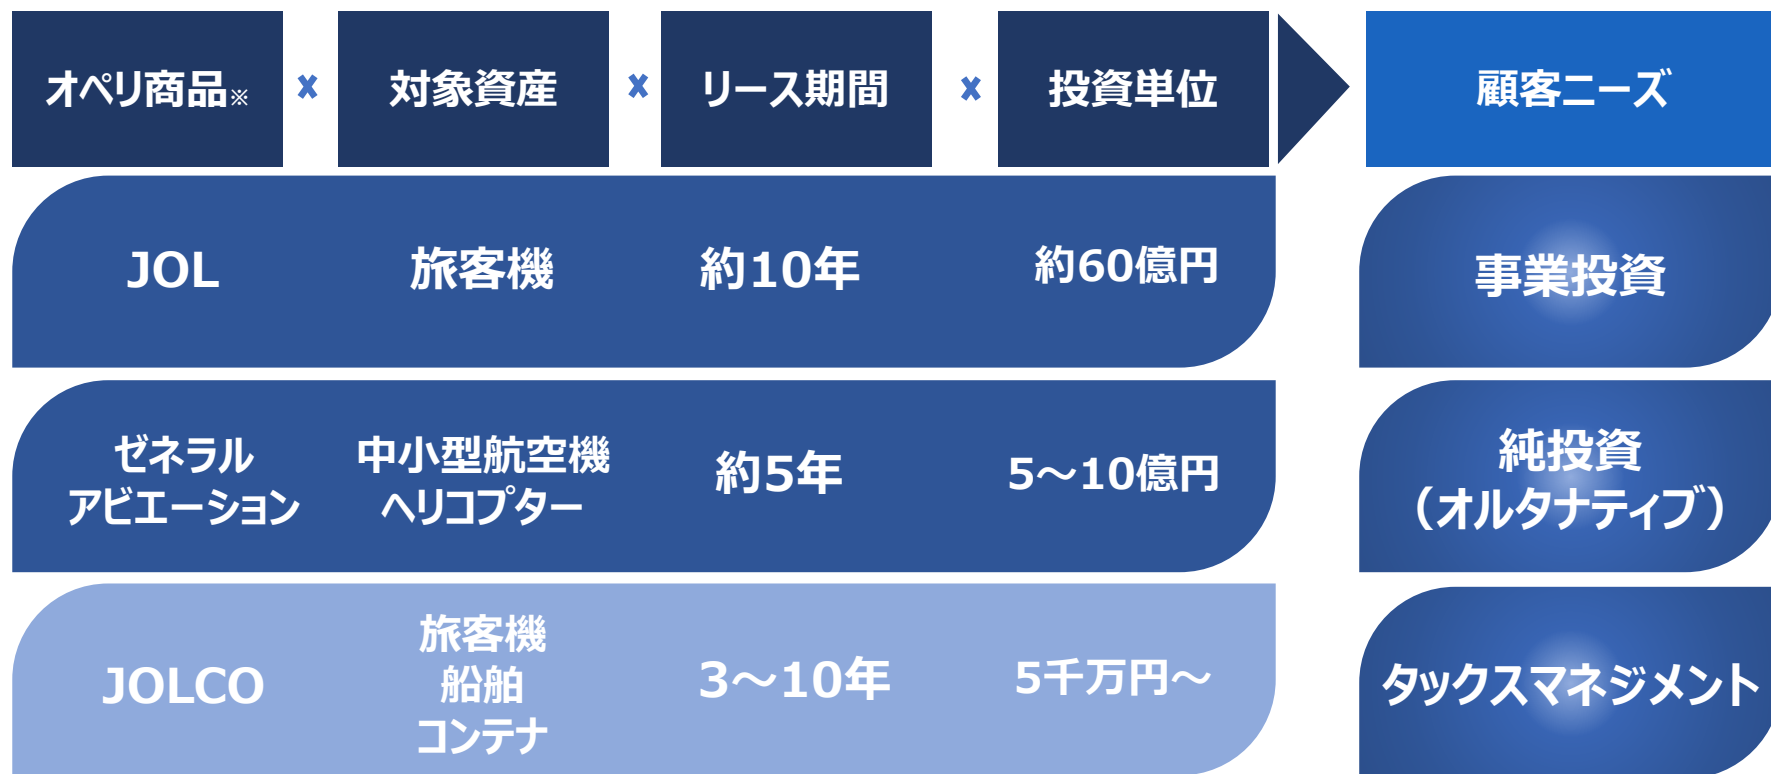 オペリ商品※ × 対象資産 × リース期間 × 投資単位 顧客ニーズ
JOL 旅客機 約10年 約60億円 事業投資
ゼネラル
アビエーション
中小型航空機
ヘリコプター
約5年
5～10億円
純投資
（オルタナティブ）
JOLCO
旅客機
船舶
コンテナ
3～10年
5千万円～
タックスマネジメント